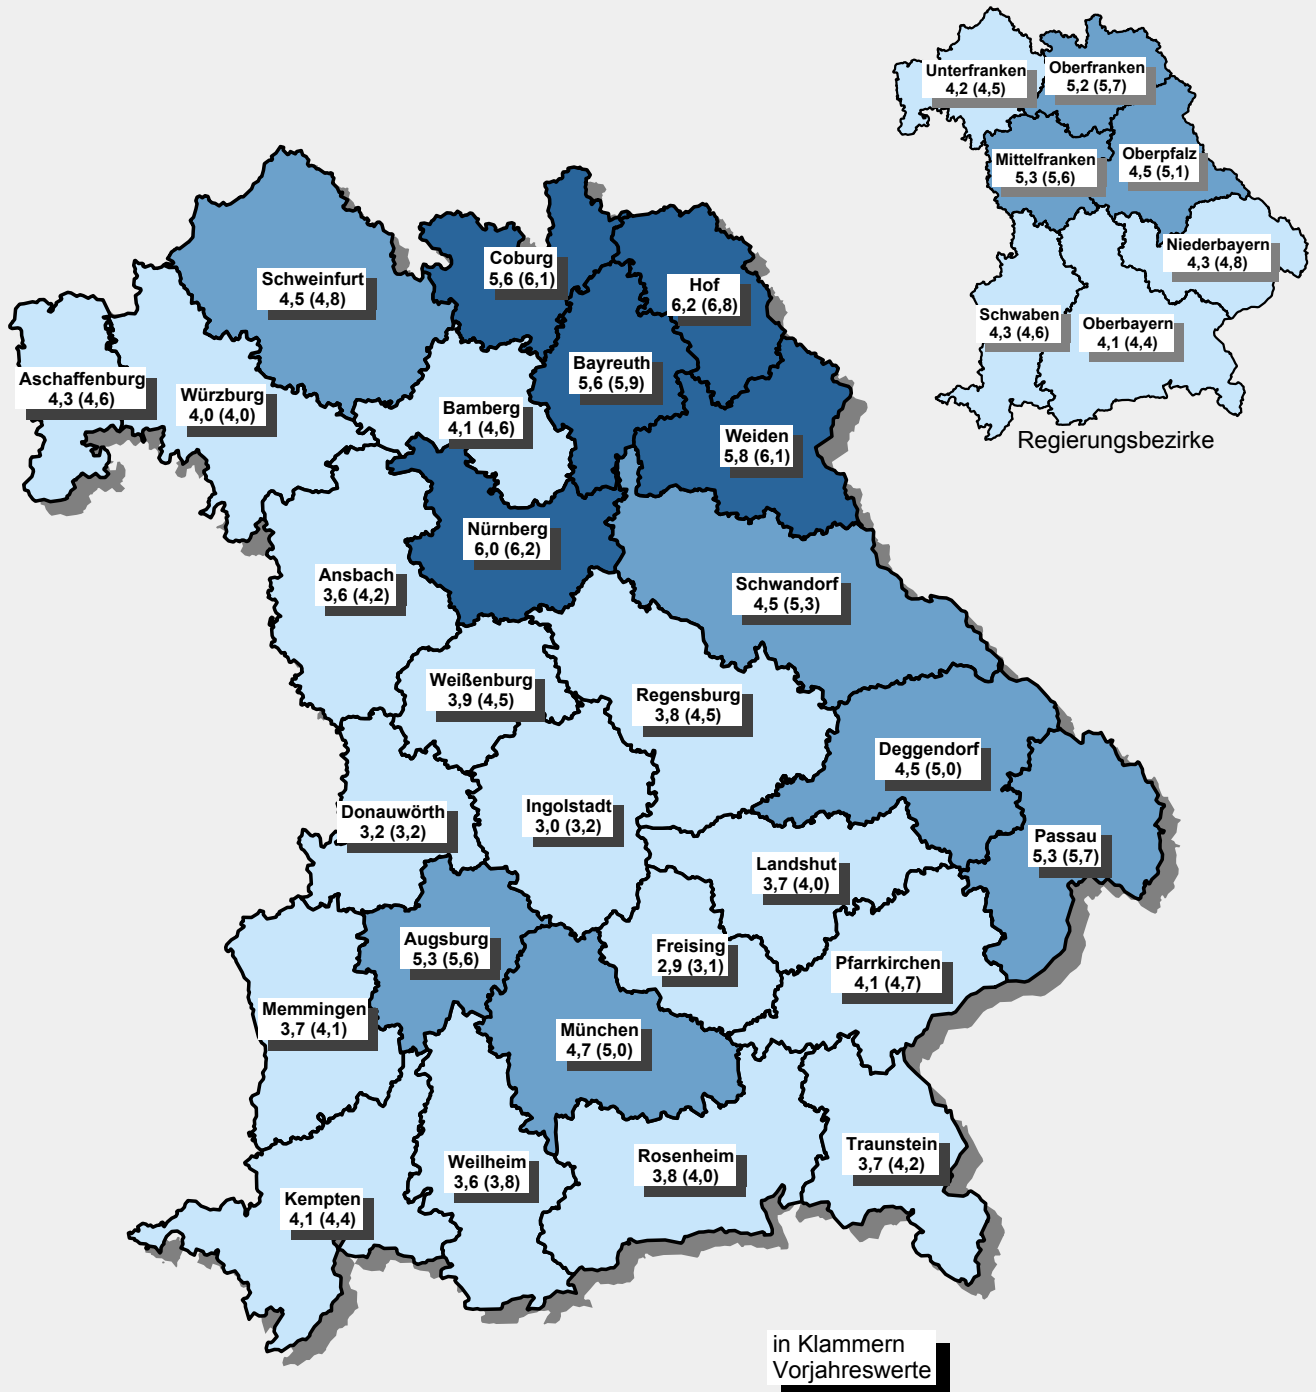 Unterfranken
4,2 (4,5)
Oberfranken
5,2 (5,7)
Mittelfranken
5,3 (5,6)
Oberpfalz
4,5 (5,1)
Niederbayern
4,3 (4,8)
Schwaben
4,3 (4,6)
Oberbayern
4,1 (4,4)
Regierungsbezirke
Coburg
5,6 (6,1)
Schweinfurt
4,5 (4,8)
Hof
6,2 (6,8)
Bayreuth
5,6 (5,9)
Aschaffenburg
4,3 (4,6)
Würzburg
4,0 (4,0)
Bamberg
4,1 (4,6)
Weiden
5,8 (6,1)
Nürnberg
6,0 (6,2)
Ansbach
3,6 (4,2)
Schwandorf
4,5 (5,3)
Weißenburg
3,9 (4,5)
Regensburg
3,8 (4,5)
Deggendorf
4,5 (5,0)
Donauwörth
3,2 (3,2)
Ingolstadt
3,0 (3,2)
Passau
5,3 (5,7)
Landshut
3,7 (4,0)
Augsburg
5,3 (5,6)
Freising
2,9 (3,1)
Pfarrkirchen
4,1 (4,7)
Memmingen
3,7 (4,1)
München
4,7 (5,0)
Traunstein
3,7 (4,2)
Weilheim
3,6 (3,8)
Rosenheim
3,8 (4,0)
Kempten
4,1 (4,4)
in Klammern
Vorjahreswerte